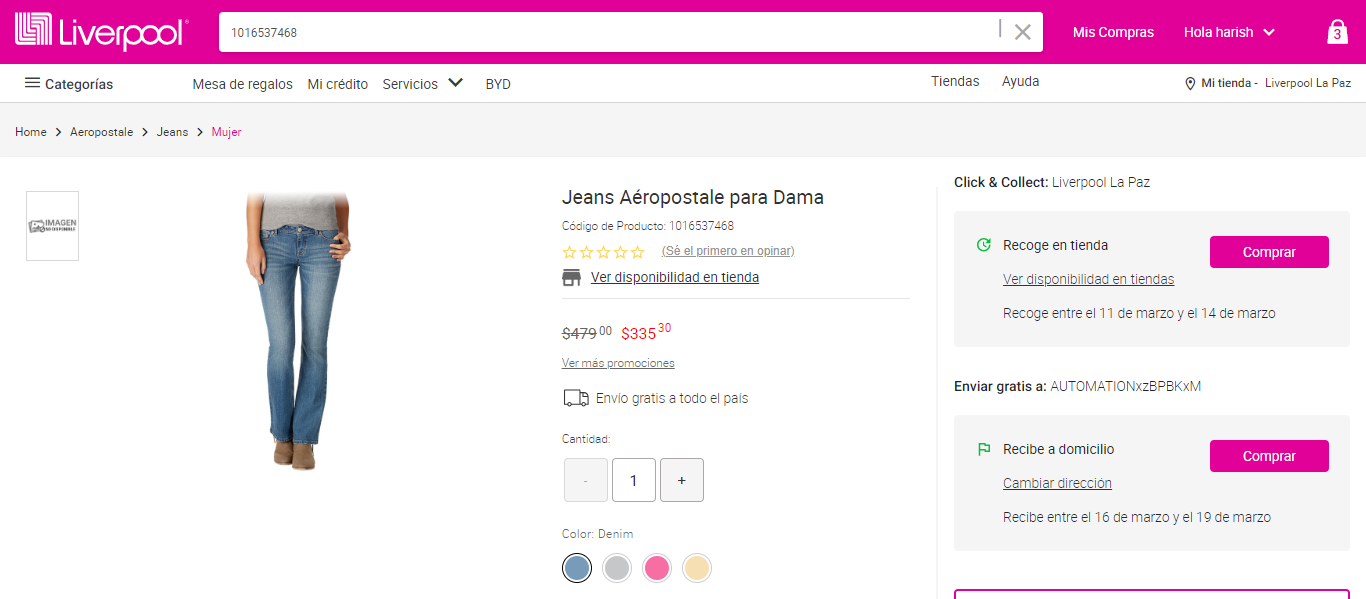 Liverpool
1016537468
Mis Compras
Hola harish
3
Categorías
Mesa de regalos
Mi crédito
Servicios
BYD
Tiendas
Ayuda
Mi tienda - Liverpool La Paz
Home > Aeropostale > Jeans > Mujer
IMAGEN
NO DISPONIBLE
Jeans Aéropostale para Dama
Código de Producto: 1016537468
(Sé el primero en opinar)
Ver disponibilidad en tienda
$479 00 $335 30
Ver más promociones
Envío gratis a todo el país
Cantidad:
- 1 +
Color: Denim
Click & Collect: Liverpool La Paz
Recoge en tienda
Comprar
Ver disponibilidad en tiendas
Recoge entre el 11 de marzo y el 14 de marzo
Enviar gratis a: AUTOMATIONxzBPBKxM
Recibe a domicilio
Comprar
Cambiar dirección
Recibe entre el 16 de marzo y el 19 de marzo